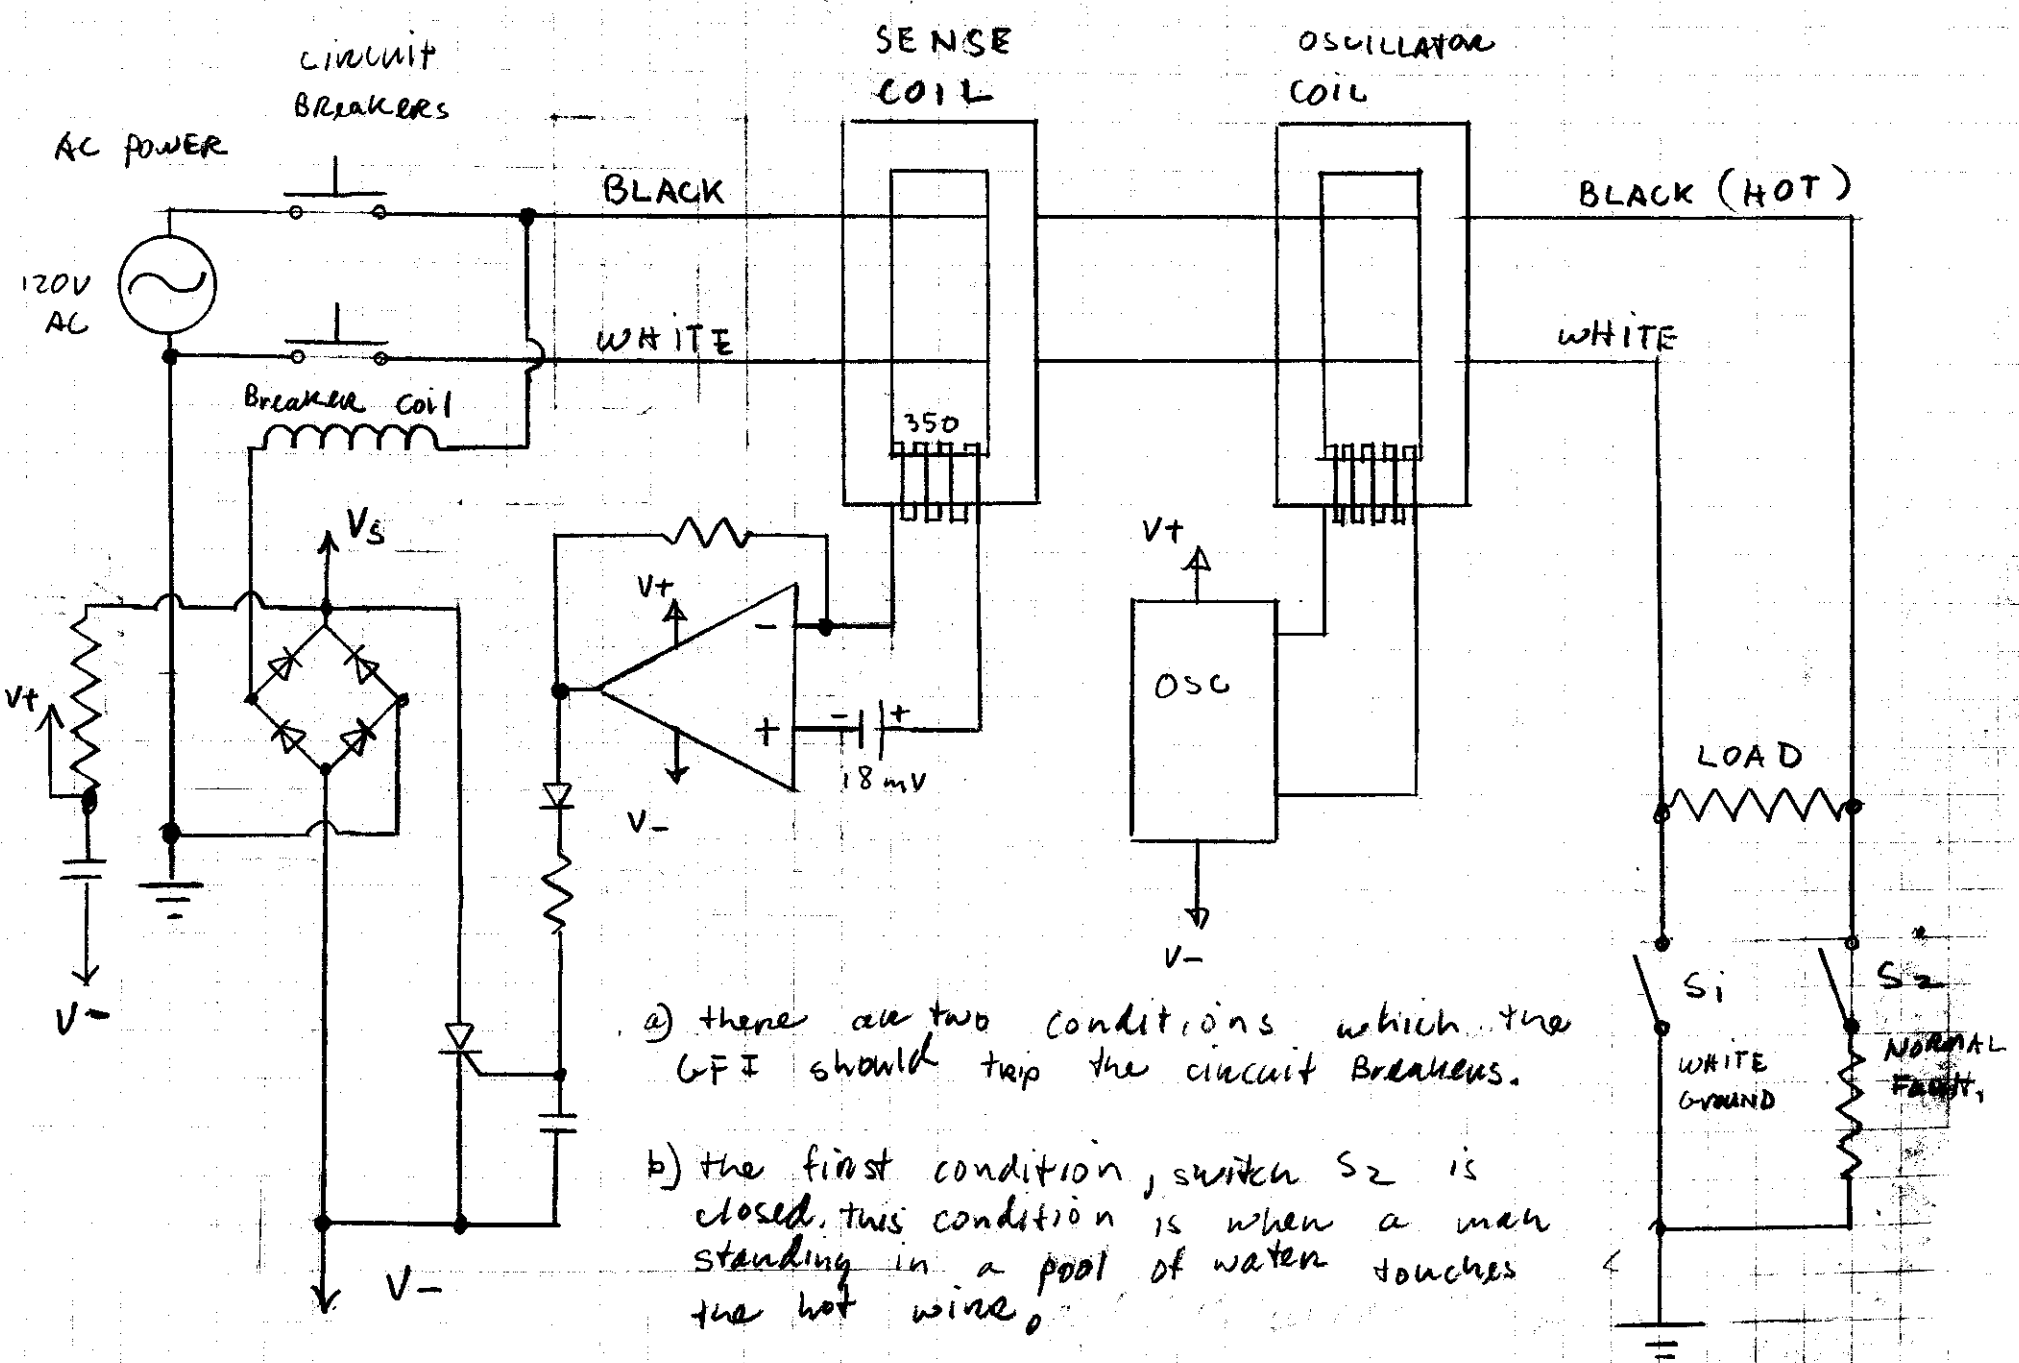 SENSE
COIL
OSCILLATOR
COIL
CIRCUIT
BREAKERS
AC POWER
BLACK
BLACK (HOT)
120V
AC
WHITE
WHITE
Breaker Coil
350
Vs
V+
V+
-
OSC
V+
+
- +
18mV
LOAD
V-
V-
V-
S1
S2
WHITE
GROUND
NORMAL
Fault,
a) there are two conditions which the
GFI should trip the circuit Breakers.
b) the first condition, switch S2 is
closed. this condition is when a man
standing in a pool of water touches
the hot wire.
V-